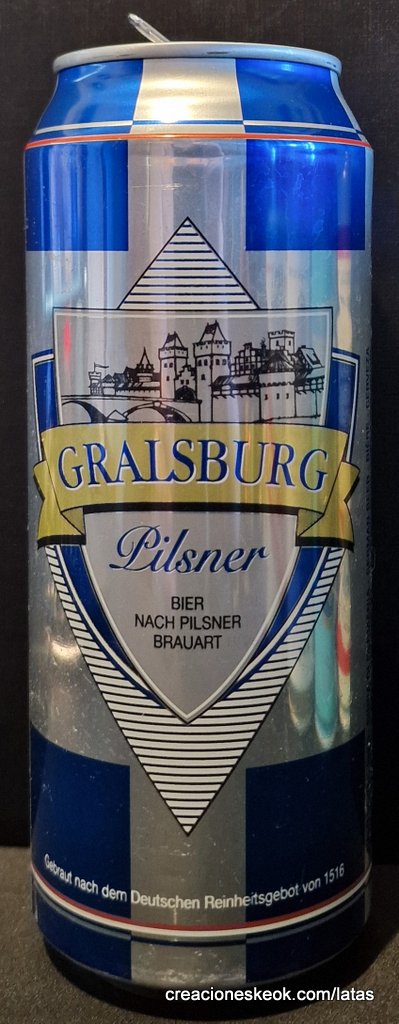 GRALSBURG
Pilsner
BIER
NACH PILSNER
BRAUART
Gebraut nach dem Deutschen Reinheitsgebot von 1516
creacioneskeok.com/latas